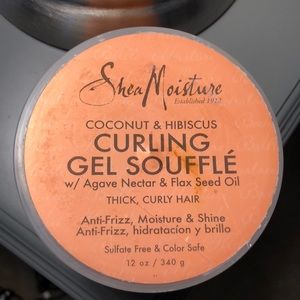 SheaMoisture
Established 1912
COCONUT & HIBISCUS
CURLING
GEL SOUFFLÉ
w/ Agave Nectar & Flax Seed Oil
THICK, CURLY HAIR
Anti-Frizz, Moisture & Shine
Anti-Frizz, hidratacíon y brillo
Sulfate Free & Color Safe
12 oz / 340 g